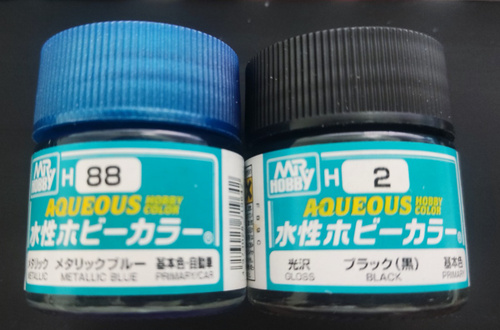 MR HOBBY H 88
AQUEOUS HOBBY COLOR
水性ホビーカラー®
メタリック メタリックブルー 基本色・自動車
METALLIC METALLIC BLUE PRIMARY/CAR
MR HOBBY H 2
AQUEOUS HOBBY COLOR
水性ホビーカラー®
光沢 ブラック(黒) 基本色
GLOSS BLACK PRIMARY